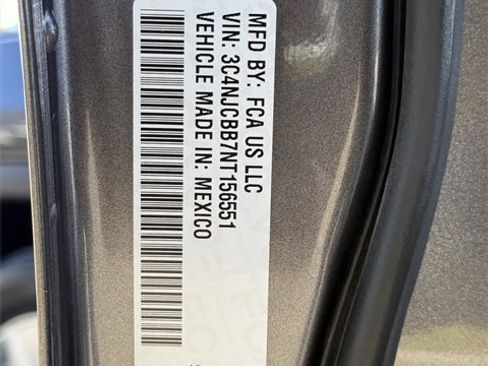 MFD BY: FCA US LLC
VIN: 3C4NJCBB7NT156551
VEHICLE MADE IN: MEXICO